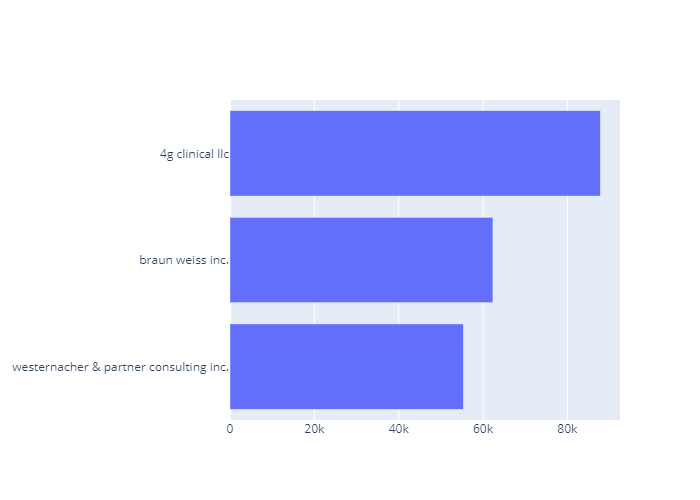 4g clinical llc
braun weiss inc.
westernacher & partner consulting inc.
0 20k 40k 60k 80k